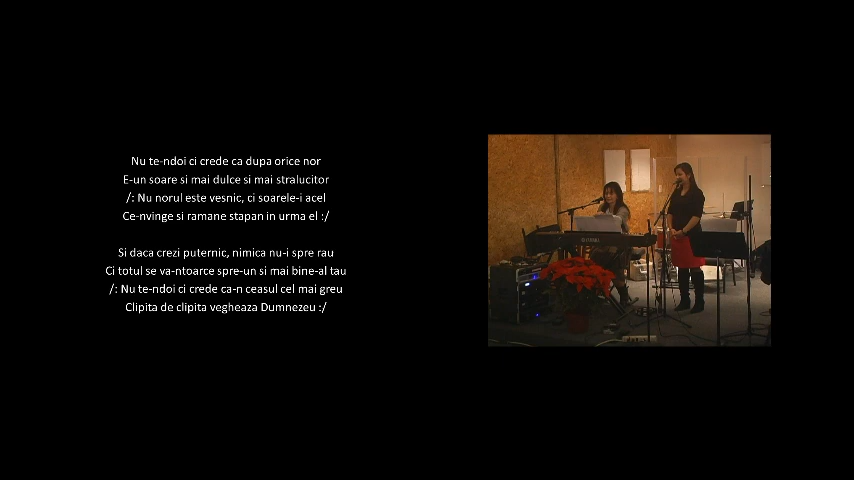 Nu te-ndoi ci crede ca dupa orice nor
E-un soare si mai dulce si mai stralucitor
/: Nu norul este vesnic, ci soarele-i acel
Ce-nvinge si ramane stapan in urma el :/
Si daca crezi puternic, nimica nu-i spre rau
Ci totul se va-ntoarce spre-un si mai bine-al tau
/: Nu te-ndoi ci crede ca-n ceasul cel mai greu
Clipita de clipita vegheaza Dumnezeu :/